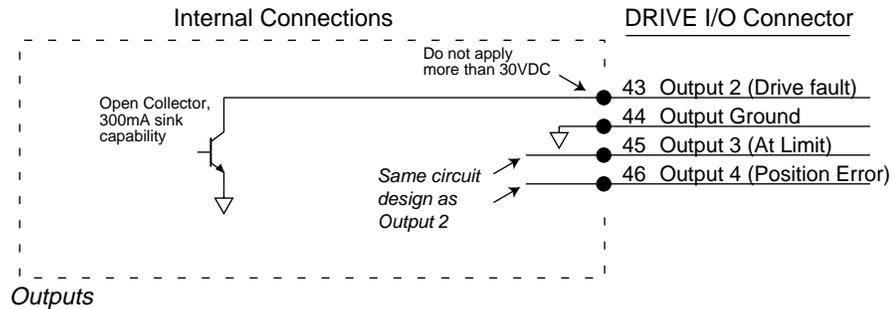 Internal Connections
DRIVE I/O Connector
Do not apply
more than 30VDC
Open Collector,
300mA sink
capability
43 Output 2 (Drive fault)
44 Output Ground
45 Output 3 (At Limit)
46 Output 4 (Position Error)
Same circuit
design as
Output 2
Outputs